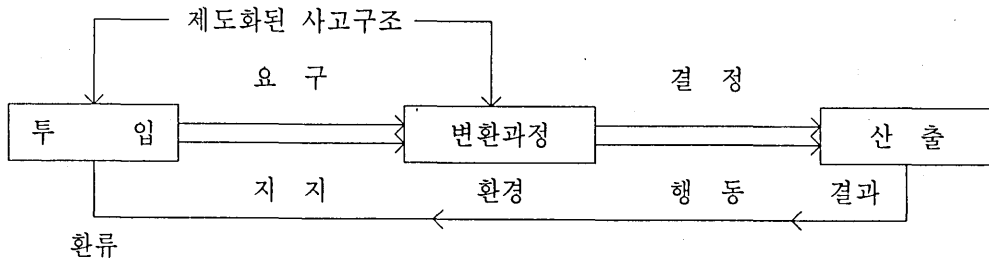 제도화된 사고구조
요 구 결 정
투 입 변환과정 산 출
지 지 환경 행 동 결과
환류